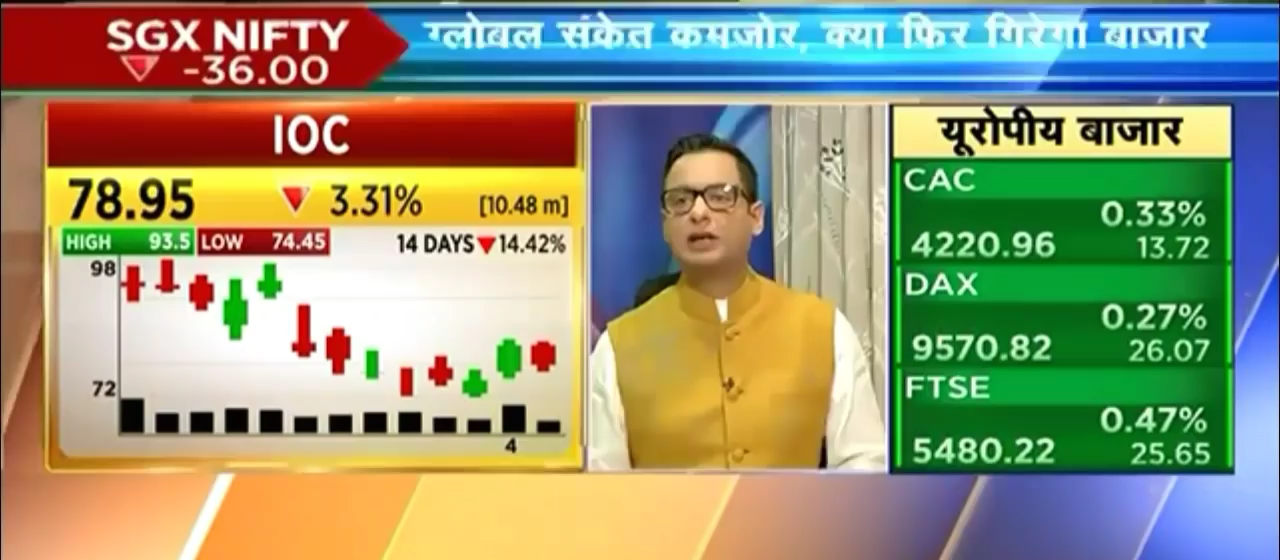 SGX NIFTY
-36.00
ग्लोबल संकेत कमजोर, क्या फिर गिरेगा बाजार
IOC
78.95 ▼ 3.31% [10.48 m]
HIGH 93.5 LOW 74.45 14 DAYS ▼ 14.42%
98
72
4
यूरोपीय बाजार
CAC
0.33%
4220.96 13.72
DAX
0.27%
9570.82 26.07
FTSE
0.47%
5480.22 25.65